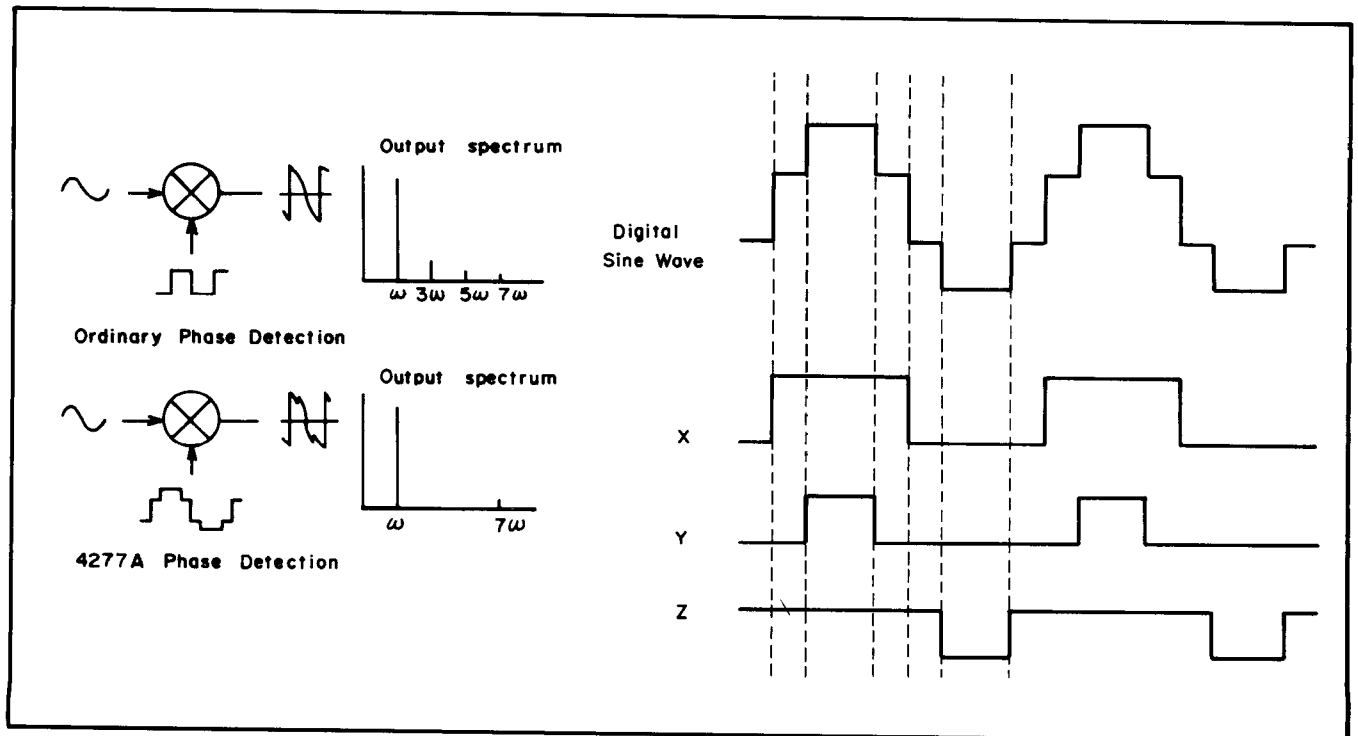 Output spectrum
ω 3ω 5ω 7ω
Ordinary Phase Detection
Output spectrum
ω 7ω
4277A Phase Detection
Digital
Sine Wave
X
Y
Z